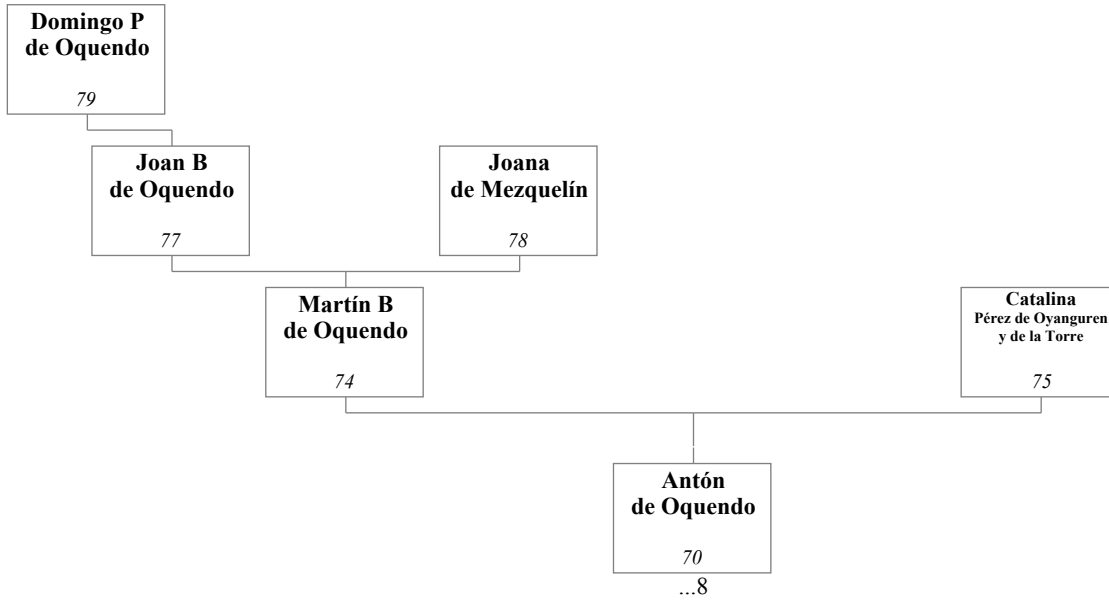 Domingo P
de Oquendo
79
Joan B
de Oquendo
77
Joana
de Mezquelín
78
Martín B
de Oquendo
74
Catalina
Pérez de Oyanguren
y de la Torre
75
Antón
de Oquendo
70
...8